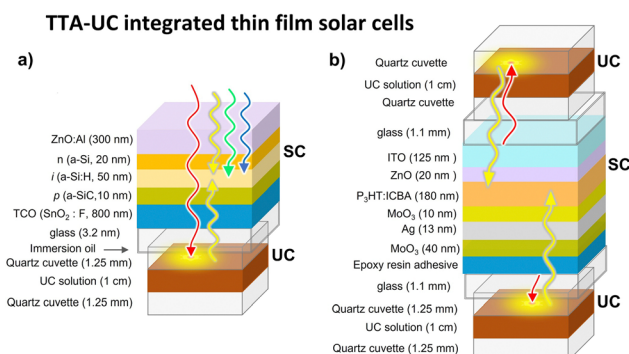 TTA-UC integrated thin film solar cells
a)
ZnO:Al (300 nm)
n (a-Si, 20 nm)
i (a-Si:H, 50 nm)
p (a-SiC,10 nm)
TCO (SnO₂ : F, 800 nm)
glass (3.2 nm)
Immersion oil
Quartz cuvette (1.25 mm)
UC solution (1 cm)
Quartz cuvette (1.25 mm)
SC
UC
b)
Quartz cuvette
UC solution (1 cm)
Quartz cuvette
glass (1.1 mm)
ITO (125 nm )
ZnO (20 nm )
P₃HT:ICBA (180 nm)
MoO₃ (10 nm)
Ag (13 nm)
MoO₃ (40 nm)
Epoxy resin adhesive
glass (1.1 mm)
Quartz cuvette (1.25 mm)
UC solution (1 cm)
Quartz cuvette (1.25 mm)
UC
SC
UC